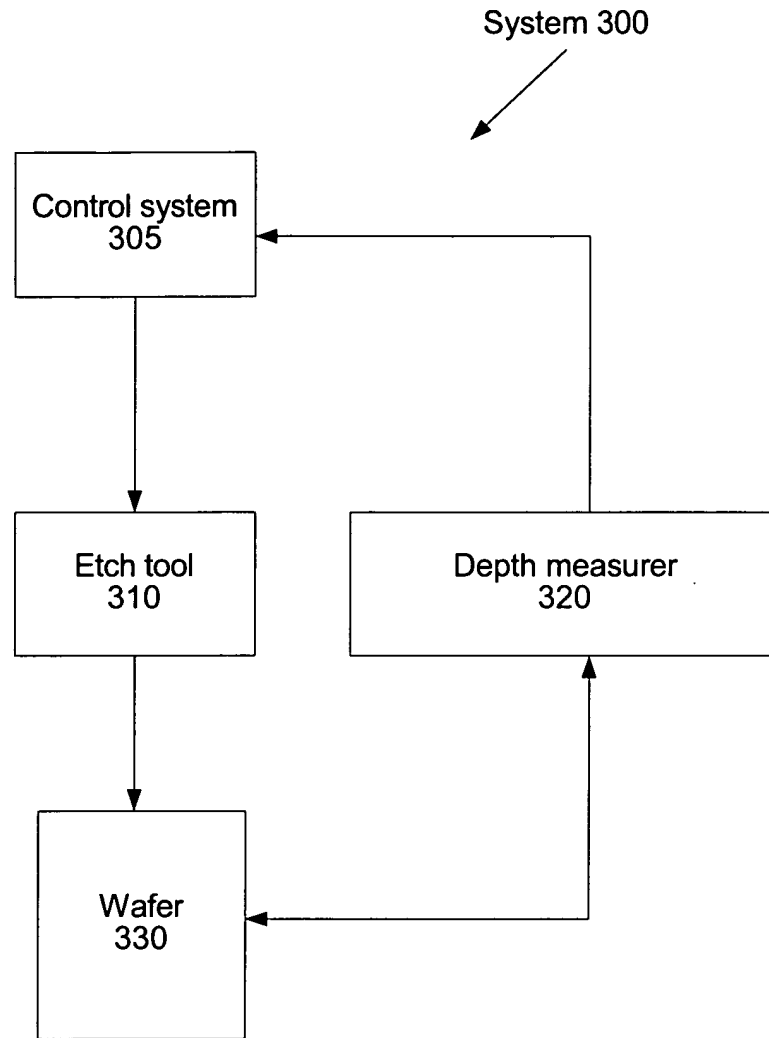 System 300
Control system
305
Etch tool
310
Depth measurer
320
Wafer
330